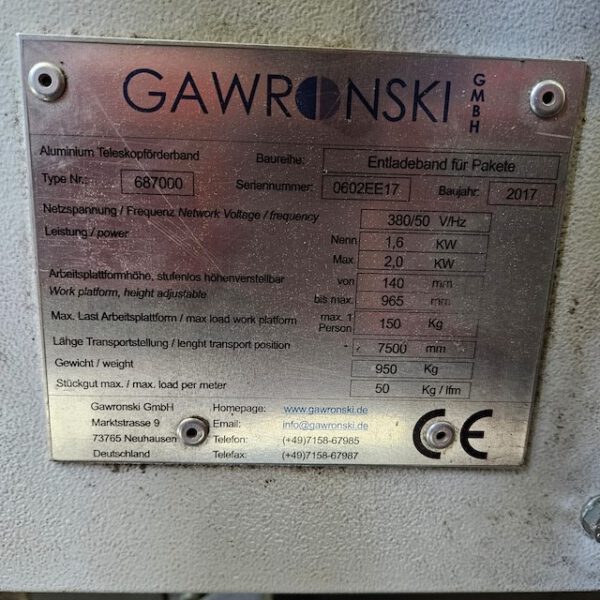 GAWRONSKI GMBH
Aluminium Teleskopförderband Baureihe: Entladeband für Pakete
Type Nr.: 687000 Seriennummer: 0602EE17 Baujahr: 2017
Netzspannung / Frequenz Network Voltage / frequency 380/50 V/Hz
Leistung / power Nenn 1,6 KW
Max. 2,0 KW
Arbeitsplattformhöhe, stufenlos höhenverstellbar von 140 mm
Work platform, height adjustable bis max. 965 mm
Max. Last Arbeitsplattform / max load work platform max. 1 Person 150 Kg
Lähge Transportstellung / lenght transport position - 7500 mm
Gewicht / weight 950 Kg
Stückgut max. / max. load per meter 50 Kg / lfm
Gawronski GmbH Homepage: www.gawronski.de
Marktstrasse 9 Email: info@gawronski.de
73765 Neuhausen Telefon: (+49)7158-67985
Deutschland Telefax: (+49)7158-67987
CE